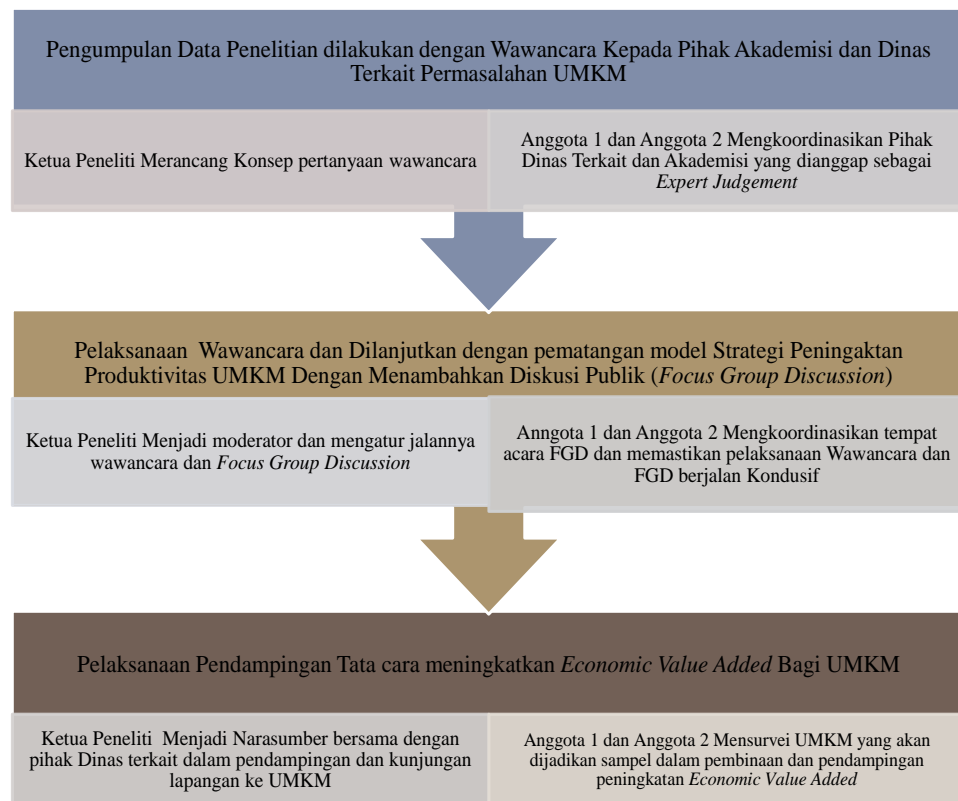 Pengumpulan Data Penelitian dilakukan dengan Wawancara Kepada Pihak Akademisi dan Dinas
Terkait Permasalahan UMKM
Ketua Peneliti Merancang Konsep pertanyaan wawancara
Anggota 1 dan Anggota 2 Mengkoordinasikan Pihak
Dinas Terkait dan Akademisi yang dianggap sebagai
Expert Judgement
Pelaksanaan Wawancara dan Dilanjutkan dengan pematangan model Strategi Peningaktan
Produktivitas UMKM Dengan Menambahkan Diskusi Publik (Focus Group Discussion)
Ketua Peneliti Menjadi moderator dan mengatur jalannya
wawancara dan Focus Group Discussion
Anngota 1 dan Anggota 2 Mengkoordinasikan tempat
acara FGD dan memastikan pelaksanaan Wawancara dan
FGD berjalan Kondusif
Pelaksanaan Pendampingan Tata cara meningkatkan Economic Value Added Bagi UMKM
Ketua Peneliti Menjadi Narasumber bersama dengan
pihak Dinas terkait dalam pendampingan dan kunjungan
lapangan ke UMKM
Anggota 1 dan Anggota 2 Mensurvei UMKM yang akan
dijadikan sampel dalam pembinaan dan pendampingan
peningkatan Economic Value Added